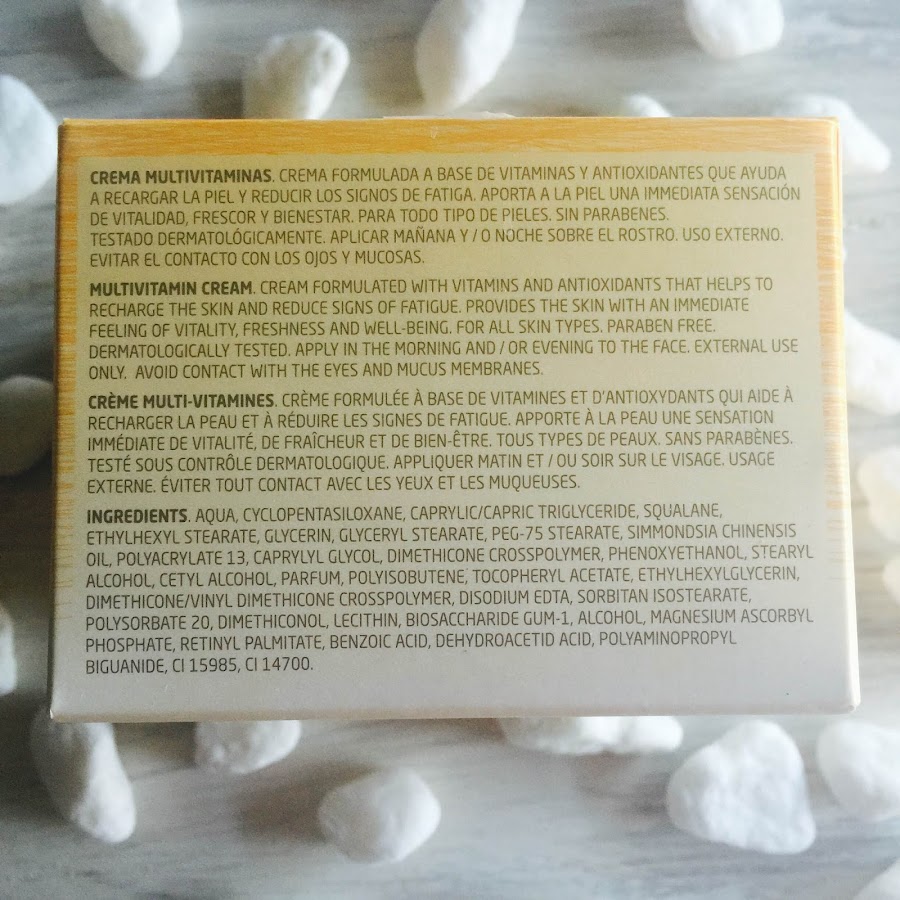 CREMA MULTIVITAMINAS. CREMA FORMULADA A BASE DE VITAMINAS Y ANTIOXIDANTES QUE AYUDA
A RECARGAR LA PIEL Y REDUCIR LOS SIGNOS DE FATIGA. APORTA A LA PIEL UNA IMMEDIATA SENSACIÓN
DE VITALIDAD, FRESCOR Y BIENESTAR. PARA TODO TIPO DE PIELES. SIN PARABENES.
TESTADO DERMATOLÓGICAMENTE. APLICAR MAÑANA Y / O NOCHE SOBRE EL ROSTRO. USO EXTERNO.
EVITAR EL CONTACTO CON LOS OJOS Y MUCOSAS.
MULTIVITAMIN CREAM. CREAM FORMULATED WITH VITAMINS AND ANTIOXIDANTS THAT HELPS TO
RECHARGE THE SKIN AND REDUCE SIGNS OF FATIGUE. PROVIDES THE SKIN WITH AN IMMEDIATE
FEELING OF VITALITY, FRESHNESS AND WELL-BEING. FOR ALL SKIN TYPES. PARABEN FREE.
DERMATOLOGICALLY TESTED. APPLY IN THE MORNING AND / OR EVENING TO THE FACE. EXTERNAL USE
ONLY. AVOID CONTACT WITH THE EYES AND MUCUS MEMBRANES.
CRÈME MULTI-VITAMINES. CRÈME FORMULÉE À BASE DE VITAMINES ET D'ANTIOXYDANTS QUI AIDE À
RECHARGER LA PEAU ET À RÉDUIRE LES SIGNES DE FATIGUE. APPORTE À LA PEAU UNE SENSATION
IMMÉDIATE DE VITALITÉ, DE FRAÎCHEUR ET DE BIEN-ÊTRE. TOUS TYPES DE PEAUX. SANS PARABÈNES.
TESTÉ SOUS CONTRÔLE DERMATOLOGIQUE. APPLIQUER MATIN ET / OU SOIR SUR LE VISAGE. USAGE
EXTERNE. ÉVITER TOUT CONTACT AVEC LES YEUX ET LES MUQUEUSES.
INGREDIENTS. AQUA, CYCLOPENTASILOXANE, CAPRYLIC/CAPRIC TRIGLYCERIDE, SQUALANE,
ETHYLHEXYL STEARATE, GLYCERIN, GLYCERYL STEARATE, PEG-75 STEARATE, SIMMONDSIA CHINENSIS
OIL, POLYACRYLATE 13, CAPRYLYL GLYCOL, DIMETHICONE CROSSPOLYMER, PHENOXYETHANOL, STEARYL
ALCOHOL, CETYL ALCOHOL, PARFUM, POLYISOBUTENE, TOCOPHERYL ACETATE, ETHYLHEXYLGLYCERIN,
DIMETHICONE/VINYL DIMETHICONE CROSSPOLYMER, DISODIUM EDTA, SORBITAN ISOSTEARATE,
POLYSORBATE 20, DIMETHICONOL, LECITHIN, BIOSACCHARIDE GUM-1, ALCOHOL, MAGNESIUM ASCORBYL
PHOSPHATE, RETINYL PALMITATE, BENZOIC ACID, DEHYDROACETID ACID, POLYAMINOPROPYL
BIGUANIDE, CI 15985, CI 14700.